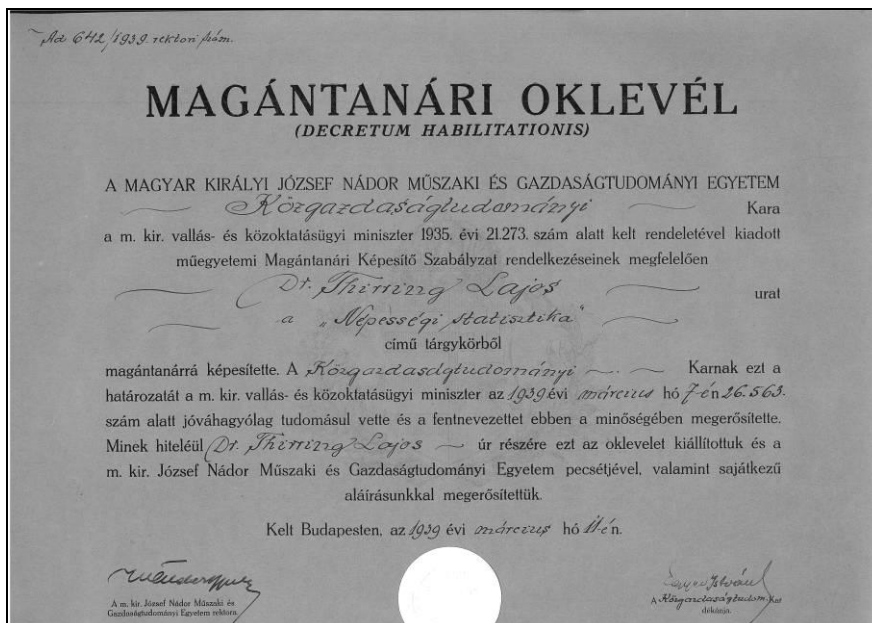 Ad 642/1939. rektori szám.
MAGÁNTANÁRI OKLEVÉL
(DECRETUM HABILITATIONIS)
A MAGYAR KIRÁLYI JÓZSEF NÁDOR MŰSZAKI ÉS GAZDASÁGTUDOMÁNYI EGYETEM
Közgazdaságtudományi Kara
a m. kir. vallás- és közoktatásügyi miniszter 1935. évi 21.273. szám alatt kelt rendeletével kiadott
műegyetemi Magántanári Képesítő Szabályzat rendelkezéseinek megfelelően
Dr. Thirring Lajos urat
a „Népességi statisztika"
című tárgykörből
magántanárrá képesítette. A Közgazdaságtudományi Karnak ezt a
határozatát a m. kir. vallás- és közoktatásügyi miniszter az 1939 évi március hó 7-én 26.563.
szám alatt jóváhagyólag tudomásul vette és a fentnevezettet ebben a minőségében megerősítette.
Minek hiteléül Dr. Thirring Lajos úr részére ezt az oklevelet kiállítottuk és a
m. kir. József Nádor Műszaki és Gazdaságtudományi Egyetem pecsétjével, valamint sajátkezű
aláírásunkkal megerősítettük.
Kelt Budapesten, az 1939 évi március hó 11-én.
István
A m. kir. József Nádor Műszaki és
Gazdaságtudományi Egyetem rektora.
A Közgazdaságtudom. Kar
dékánja.